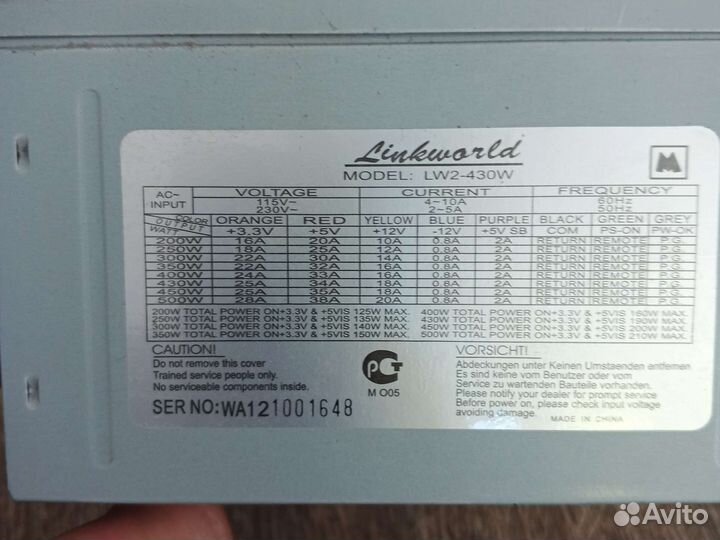 Linkworld
MODEL: LW2-430W
M
AC~ INPUT VOLTAGE CURRENT FREQUENCY
115V~ 4~10A 60Hz
230V~ 2~5A 50Hz
COLOR OUTPUT WATT ORANGE RED YELLOW BLUE PURPLE BLACK GREEN GREY
+3.3V +5V +12V -12V +5V SB COM PS-ON PW-OK
200W 16A 20A 10A 0.8A 2A RETURN REMOTE P.G.
250W 18A 25A 12A 0.8A 2A RETURN REMOTE P.G.
300W 22A 30A 14A 0.8A 2A RETURN REMOTE P.G.
350W 22A 32A 16A 0.8A 2A RETURN REMOTE P.G.
400W 24A 33A 16A 0.8A 2A RETURN REMOTE P.G.
430W 25A 34A 18A 0.8A 2A RETURN REMOTE P.G.
450W 25A 35A 18A 0.8A 2A RETURN REMOTE P.G.
500W 28A 38A 20A 0.8A 2A RETURN REMOTE P.G.
200W TOTAL POWER ON+3.3V & +5VIS 125W MAX. 400W TOTAL POWER ON+3.3V & +5VIS 160W MAX.
250W TOTAL POWER ON+3.3V & +5VIS 135W MAX. 430W TOTAL POWER ON+3.3V & +5VIS 190W MAX.
300W TOTAL POWER ON+3.3V & +5VIS 140W MAX. 450W TOTAL POWER ON+3.3V & +5VIS 200W MAX.
350W TOTAL POWER ON+3.3V & +5VIS 150W MAX. 500W TOTAL POWER ON+3.3V & +5VIS 210W MAX.
CAUTION!
Do not remove this cover
Trained service people only.
No serviceable components inside.
SER NO:WA121001648
РСТ
M O05
VORSICHT!
Abdeckungen unter Keinen Umstaenden entfernen
Es sind keine vom Benutzer oder vom
Service zu wartenden Bauteile vorhanden.
Please notify your dealer for prompt service
Before power on, please check input voltage
avoiding damage.
MADE IN CHINA
Avito